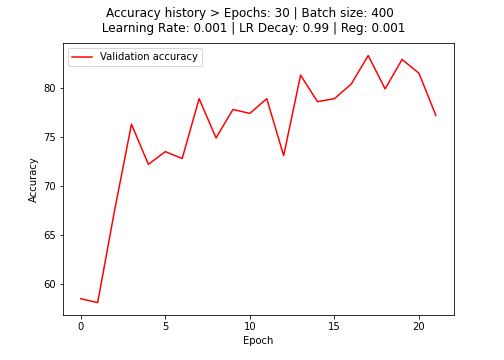 Accuracy history > Epochs: 30 | Batch size: 400
Learning Rate: 0.001 | LR Decay: 0.99 | Reg: 0.001
Validation accuracy
80
75
70
65
60
Accuracy
0 5 10 15 20
Epoch